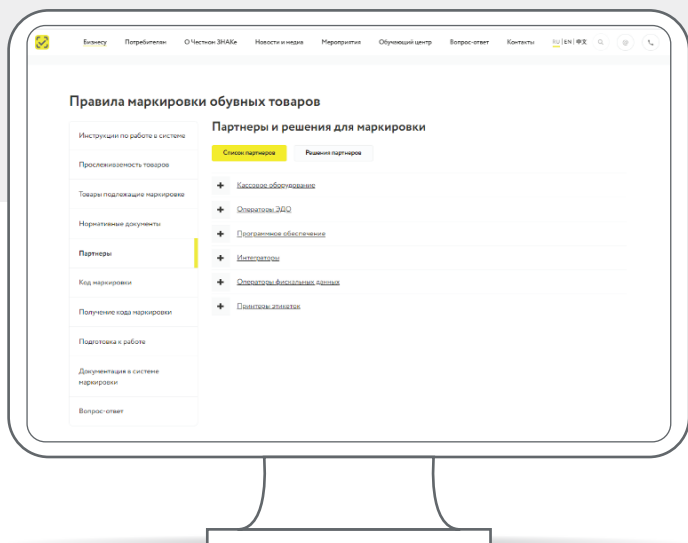 Бизнесу Потребителям О Честном ЗНАКе Новости и медиа Мероприятия Обучающий центр Вопрос-ответ Контакты RU|EN|中文
Правила маркировки обувных товаров
Инструкции по работе в системе
Прослеживаемость товаров
Товары подлежащие маркировке
Нормативные документы
Партнеры
Код маркировки
Получение кода маркировки
Подготовка к работе
Документация в системе
маркировки
Вопрос-ответ
Партнеры и решения для маркировки
Список партнеров Решения партнеров
Кассовое оборудование
Операторы ЭДО
Программное обеспечение
Интеграторы
Операторы фискальных данных
Принтеры этикеток